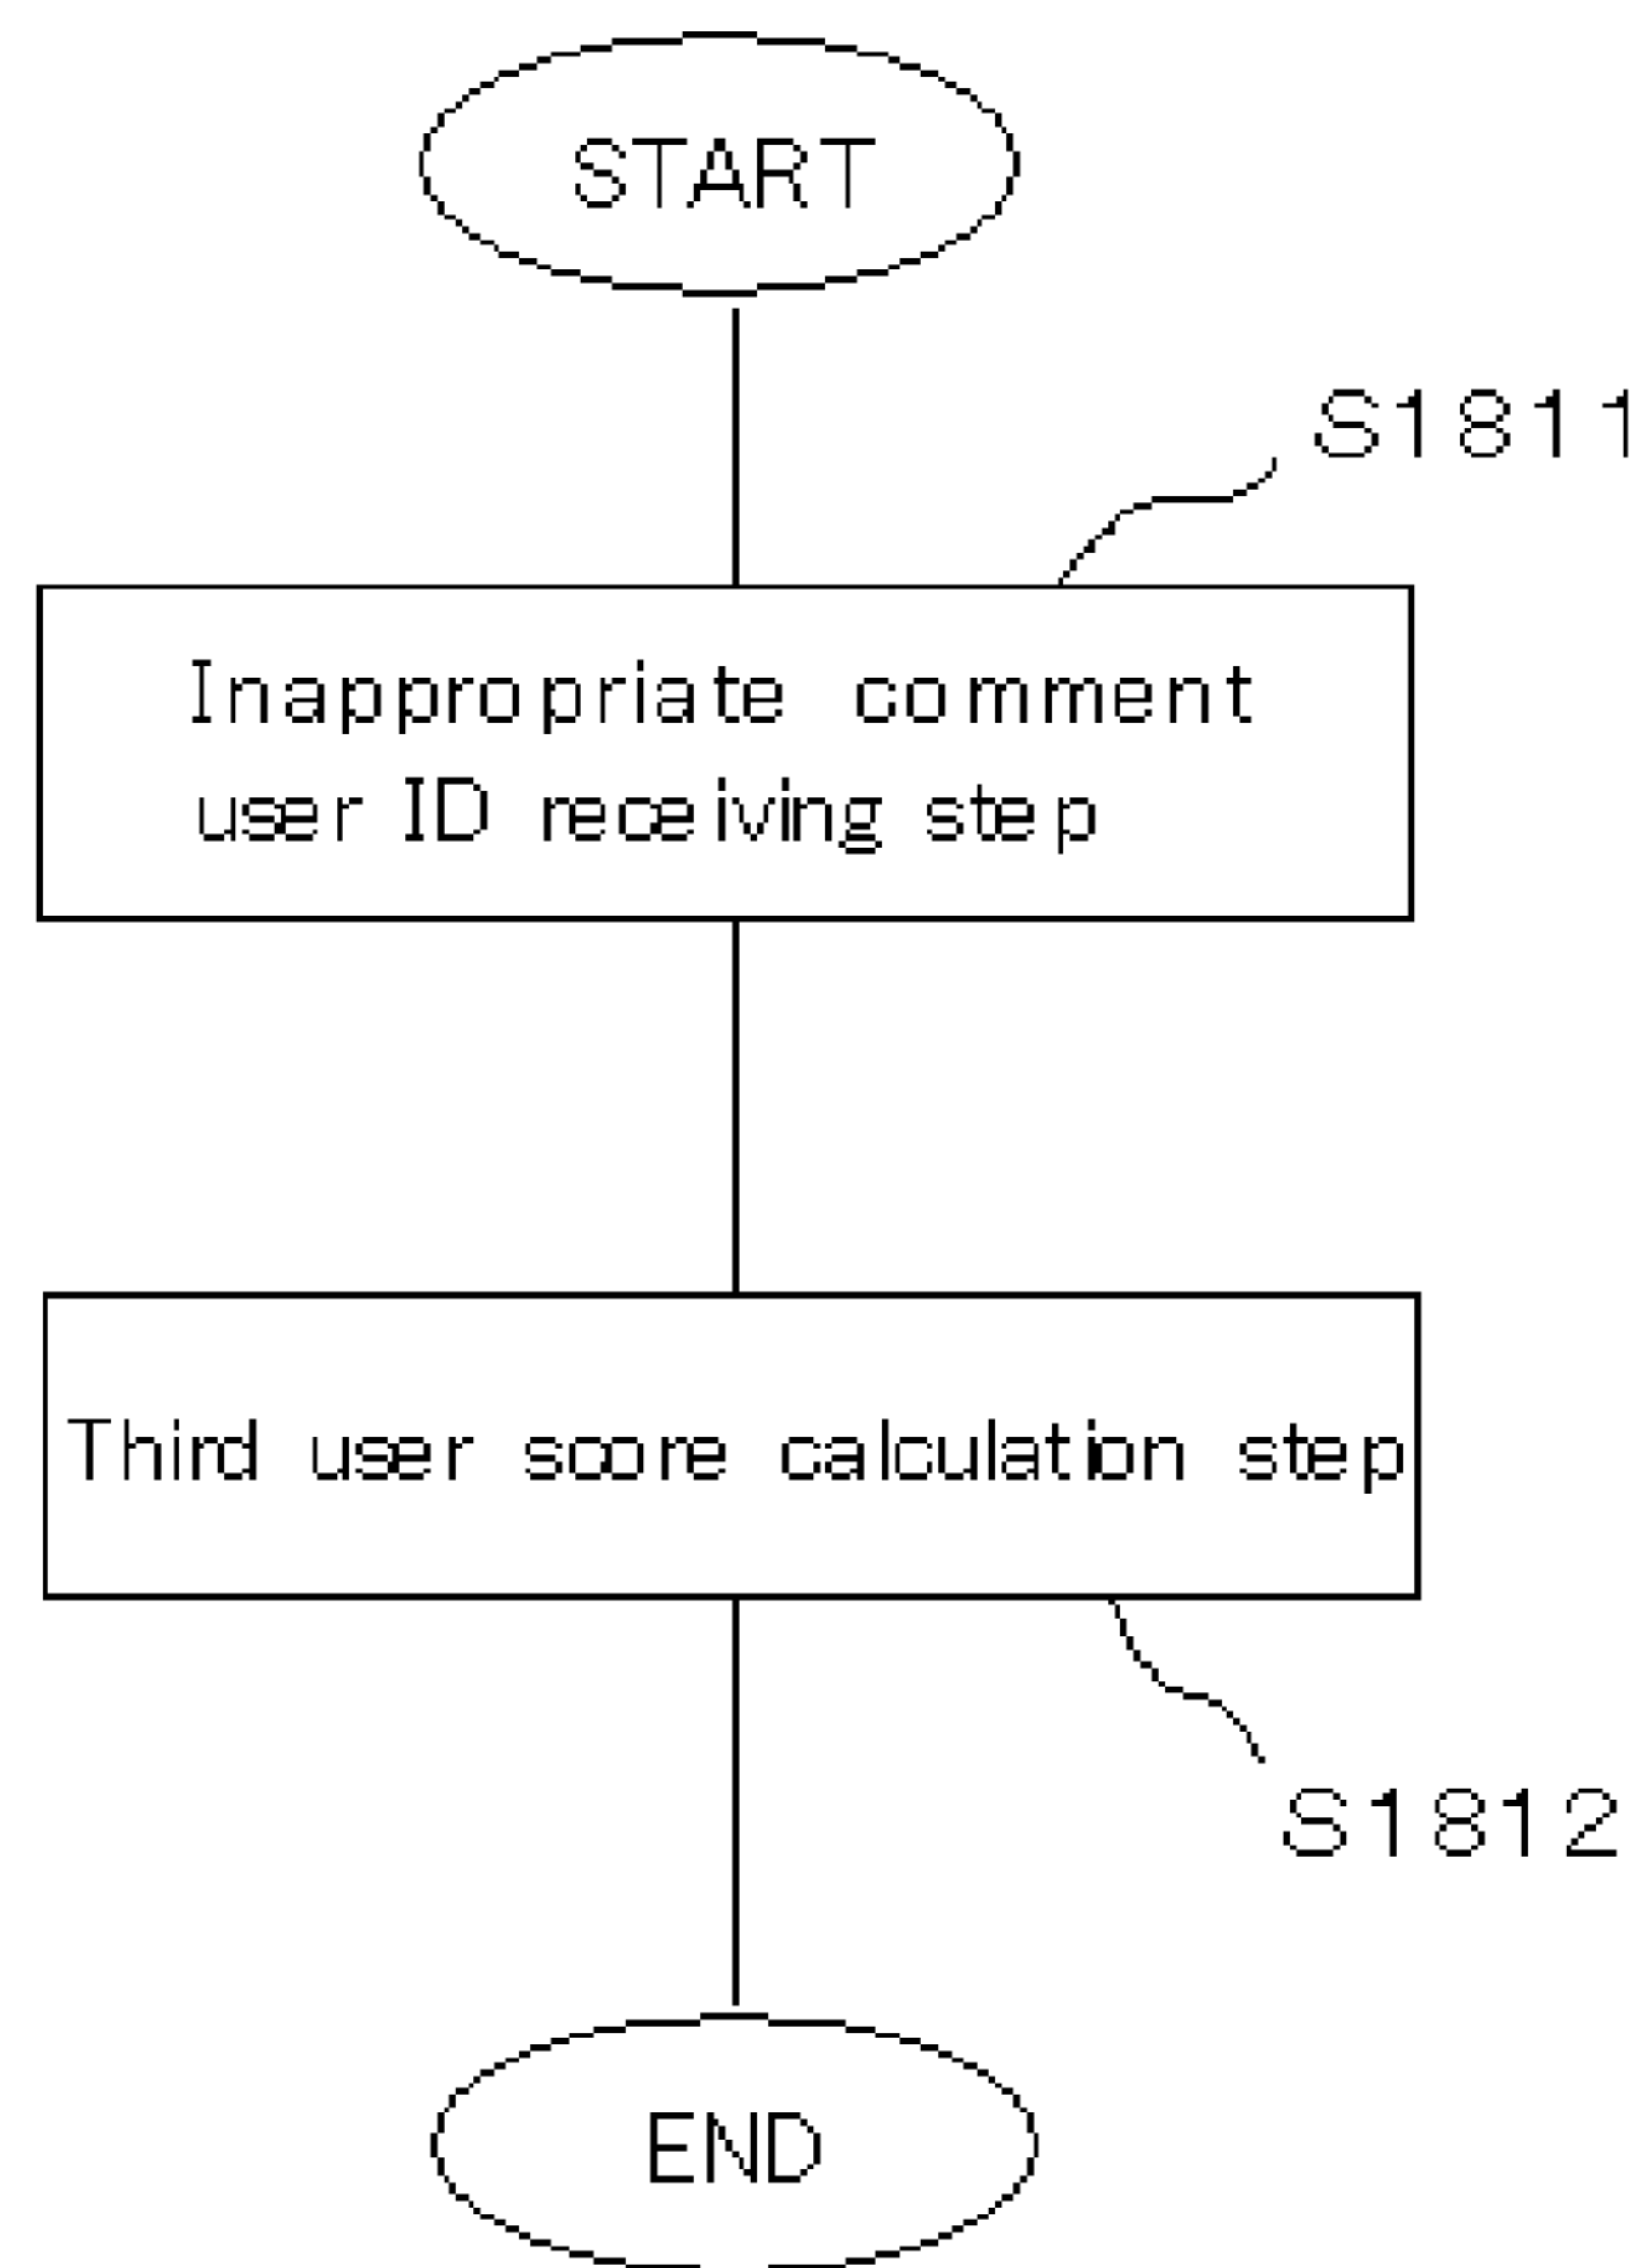 START
S1811
Inappropriate comment
user ID receiving step
Third user score calculation step
S1812
END